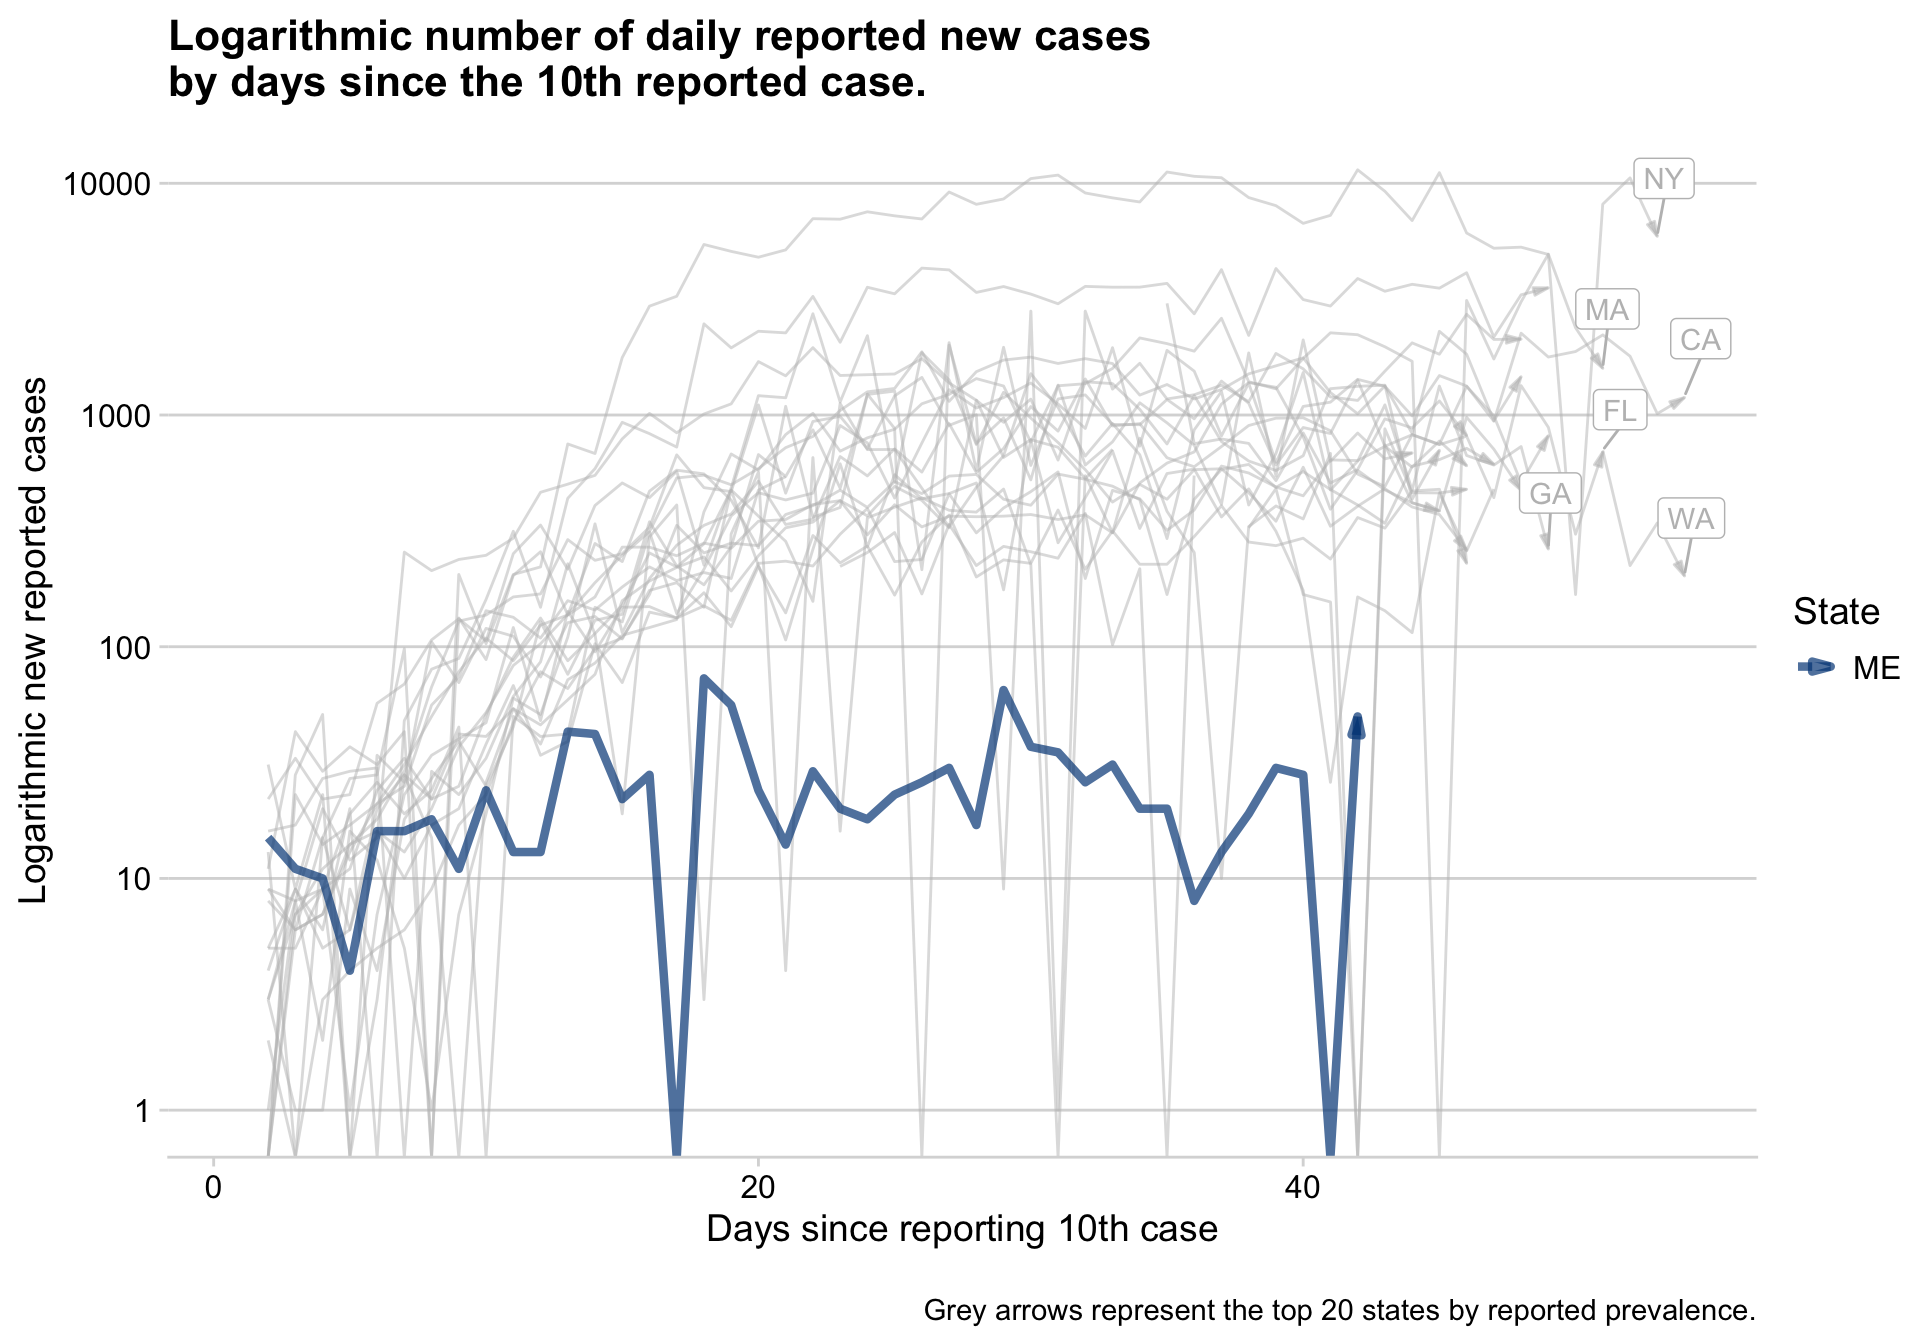 Logarithmic number of daily reported new cases
by days since the 10th reported case.
Logarithmic new reported cases
10000
1000
100
10
1
NY
MA
CA
FL
GA
WA
State
ME
0
20
40
Days since reporting 10th case
Grey arrows represent the top 20 states by reported prevalence.